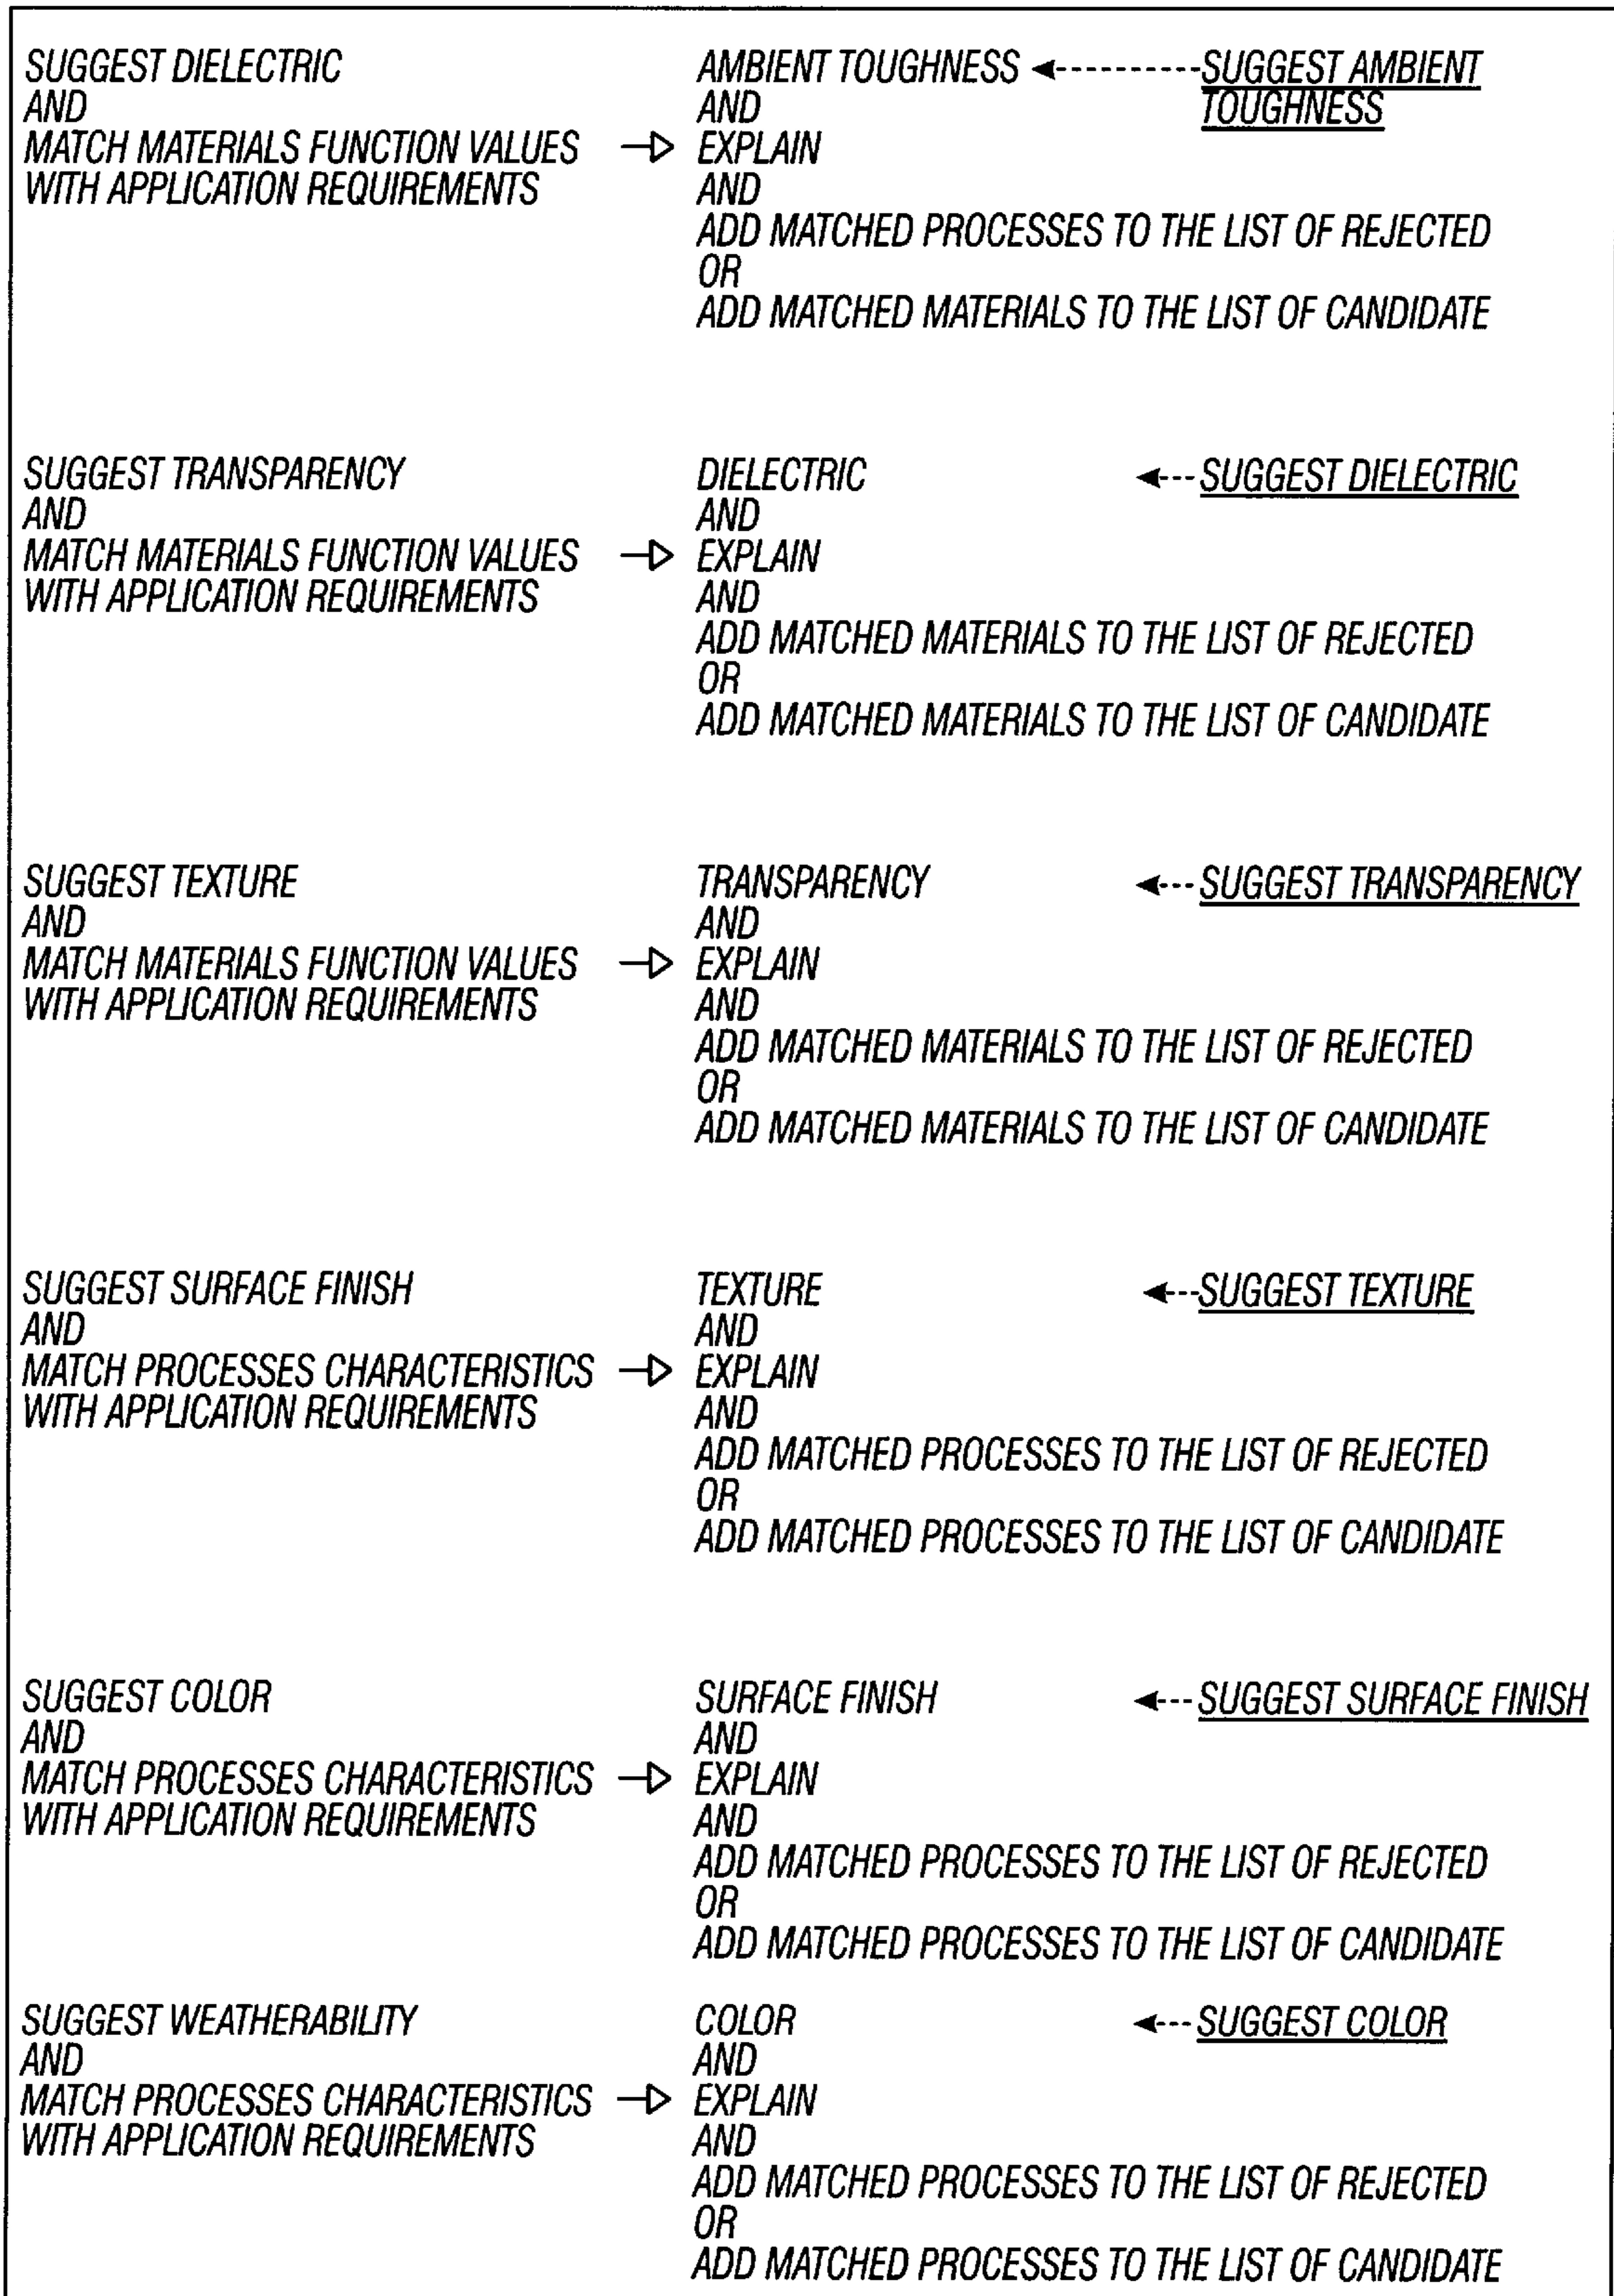 SUGGEST DIELECTRIC AMBIENT TOUGHNESS SUGGEST AMBIENT
AND AND TOUGHNESS
MATCH MATERIALS FUNCTION VALUES EXPLAIN
WITH APPLICATION REQUIREMENTS AND
ADD MATCHED PROCESSES TO THE LIST OF REJECTED
OR
ADD MATCHED MATERIALS TO THE LIST OF CANDIDATE
SUGGEST TRANSPARENCY DIELECTRIC SUGGEST DIELECTRIC
AND AND
MATCH MATERIALS FUNCTION VALUES EXPLAIN
WITH APPLICATION REQUIREMENTS AND
ADD MATCHED MATERIALS TO THE LIST OF REJECTED
OR
ADD MATCHED MATERIALS TO THE LIST OF CANDIDATE
SUGGEST TEXTURE TRANSPARENCY SUGGEST TRANSPARENCY
AND AND
MATCH MATERIALS FUNCTION VALUES EXPLAIN
WITH APPLICATION REQUIREMENTS AND
ADD MATCHED MATERIALS TO THE LIST OF REJECTED
OR
ADD MATCHED MATERIALS TO THE LIST OF CANDIDATE
SUGGEST SURFACE FINISH TEXTURE SUGGEST TEXTURE
AND AND
MATCH PROCESSES CHARACTERISTICS EXPLAIN
WITH APPLICATION REQUIREMENTS AND
ADD MATCHED PROCESSES TO THE LIST OF REJECTED
OR
ADD MATCHED PROCESSES TO THE LIST OF CANDIDATE
SUGGEST COLOR SURFACE FINISH SUGGEST SURFACE FINISH
AND AND
MATCH PROCESSES CHARACTERISTICS EXPLAIN
WITH APPLICATION REQUIREMENTS AND
ADD MATCHED PROCESSES TO THE LIST OF REJECTED
OR
ADD MATCHED PROCESSES TO THE LIST OF CANDIDATE
SUGGEST WEATHERABILITY COLOR SUGGEST COLOR
AND AND
MATCH PROCESSES CHARACTERISTICS EXPLAIN
WITH APPLICATION REQUIREMENTS AND
ADD MATCHED PROCESSES TO THE LIST OF REJECTED
OR
ADD MATCHED PROCESSES TO THE LIST OF CANDIDATE